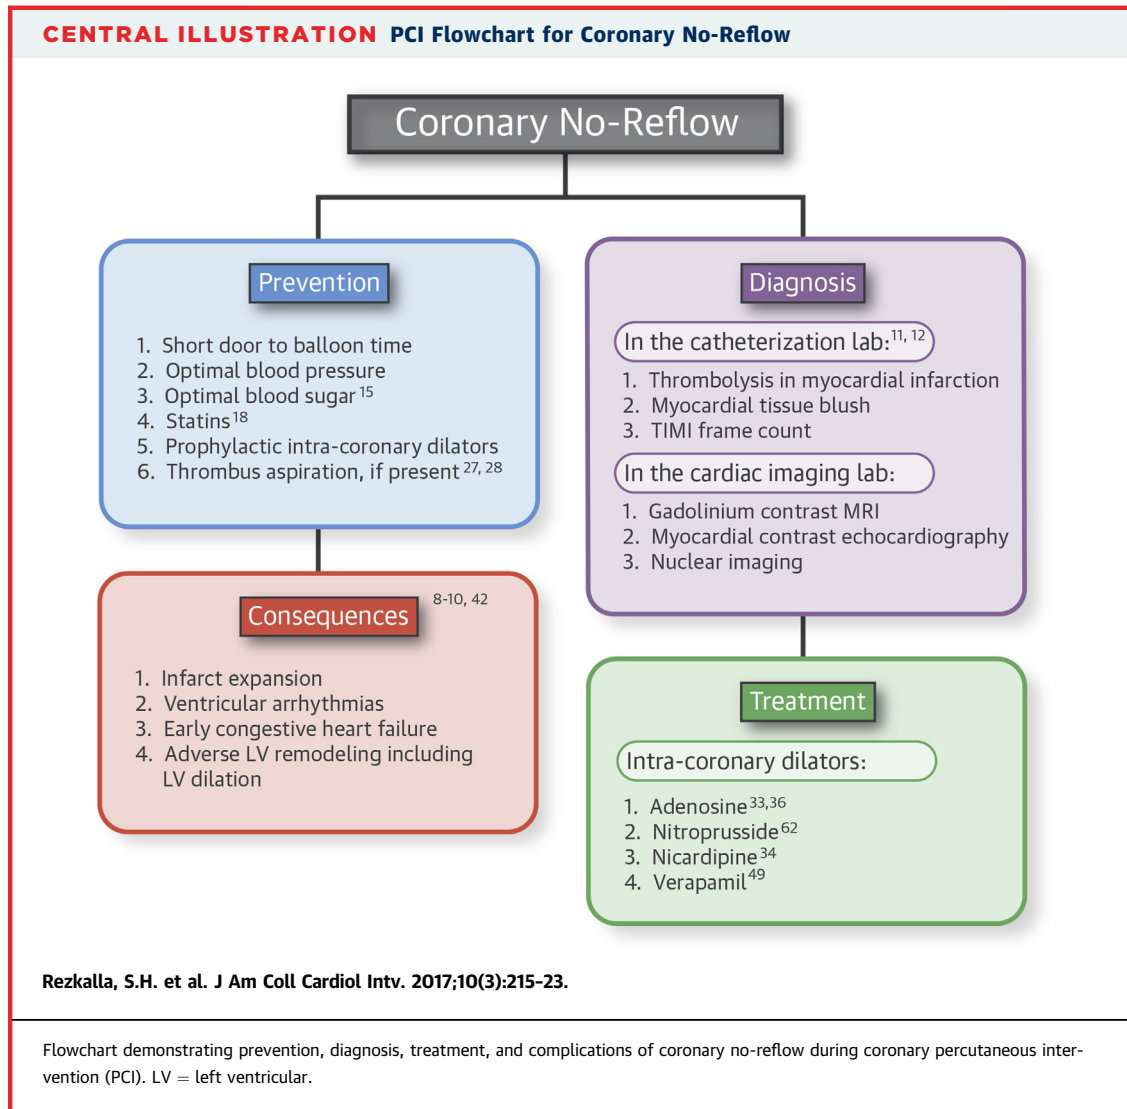 CENTRAL ILLUSTRATION PCI Flowchart for Coronary No-Reflow
Coronary No-Reflow
Prevention
1. Short door to balloon time
2. Optimal blood pressure
3. Optimal blood sugar 15
4. Statins 18
5. Prophylactic intra-coronary dilators
6. Thrombus aspiration, if present 27, 28
Consequences 8-10, 42
1. Infarct expansion
2. Ventricular arrhythmias
3. Early congestive heart failure
4. Adverse LV remodeling including
LV dilation
Diagnosis
In the catheterization lab: 11, 12
1. Thrombolysis in myocardial infarction
2. Myocardial tissue blush
3. TIMI frame count
In the cardiac imaging lab:
1. Gadolinium contrast MRI
2. Myocardial contrast echocardiography
3. Nuclear imaging
Treatment
Intra-coronary dilators:
1. Adenosine 33,36
2. Nitroprusside 62
3. Nicardipine 34
4. Verapamil 49
Rezkalla, S.H. et al. J Am Coll Cardiol Intv. 2017;10(3):215–23.
Flowchart demonstrating prevention, diagnosis, treatment, and complications of coronary no-reflow during coronary percutaneous inter-
vention (PCI). LV = left ventricular.